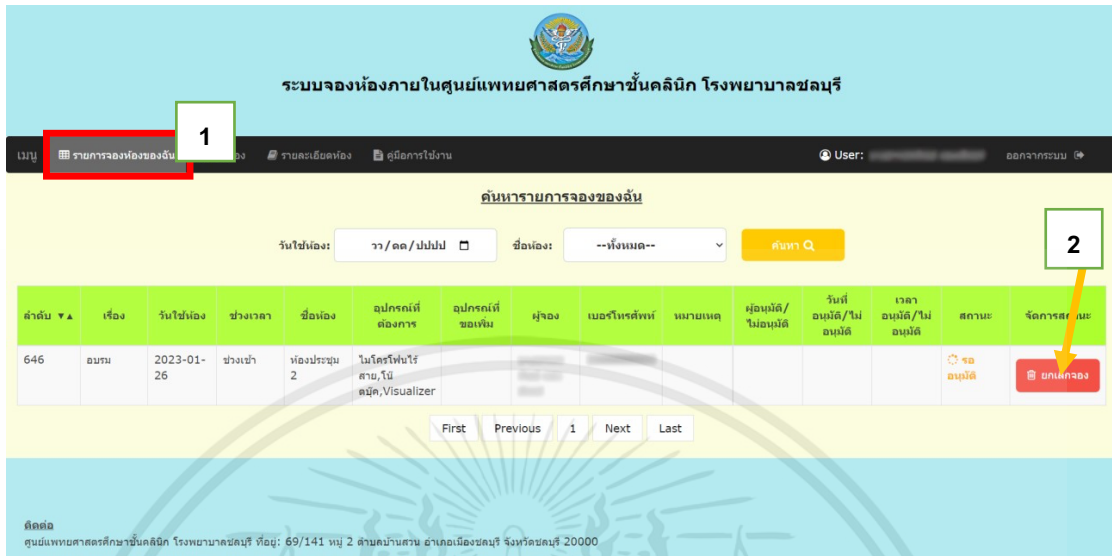 ระบบจองห้องภายในศูนย์แพทยศาสตรศึกษาชั้นคลินิก โรงพยาบาลชลบุรี
1
เมนู รายการจองห้องของฉัน รายละเอียดห้อง คู่มือการใช้งาน User: ออกจากระบบ
ค้นหารายการจองของฉัน
วันใช้ห้อง: วว/ดด/ปปปป ชื่อห้อง: --ทั้งหมด-- ค้นหา
2
ลำดับ ▼▲ เรื่อง วันใช้ห้อง ช่วงเวลา ชื่อห้อง อุปกรณ์ที่ต้องการ อุปกรณ์ที่ขอเพิ่ม ผู้จอง เบอร์โทรศัพท์ หมายเหตุ ผู้อนุมัติ/ไม่อนุมัติ วันที่อนุมัติ/ไม่อนุมัติ เวลาอนุมัติ/ไม่อนุมัติ สถานะ จัดการสถานะ
646 อบรม 2023-01-26 ช่วงเช้า ห้องประชุม 2 ไมโครโฟนไร้สาย,โน๊ตบุ๊ค,Visualizer รออนุมัติ ยกเลิกจอง
First Previous 1 Next Last
ติดต่อ
ศูนย์แพทยศาสตรศึกษาชั้นคลินิก โรงพยาบาลชลบุรี ที่อยู่: 69/141 หมู่ 2 ตำบลบ้านสวน อำเภอเมืองชลบุรี จังหวัดชลบุรี 20000